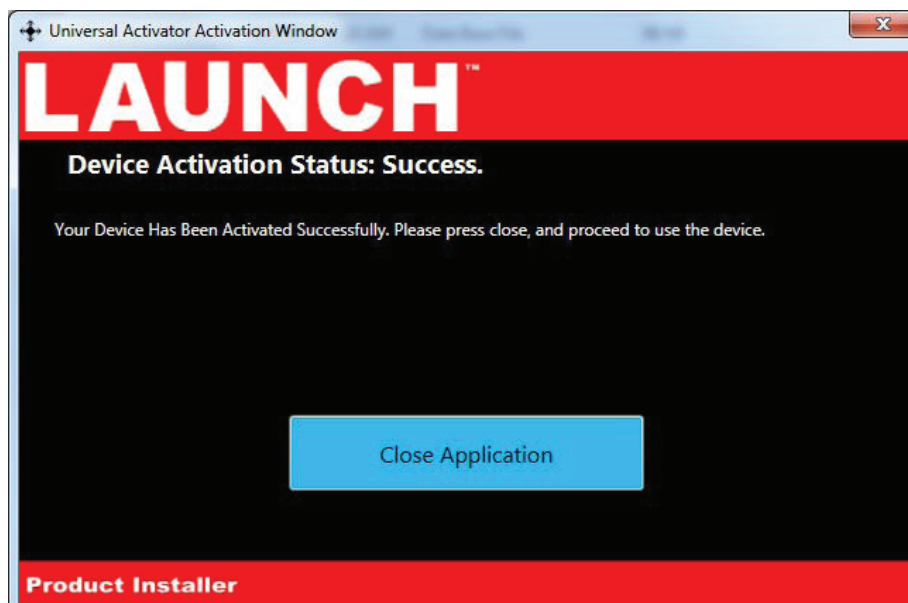 Universal Activator Activation Window
LAUNCH™
Device Activation Status: Success.
Your Device Has Been Activated Successfully. Please press close, and proceed to use the device.
Close Application
Product Installer